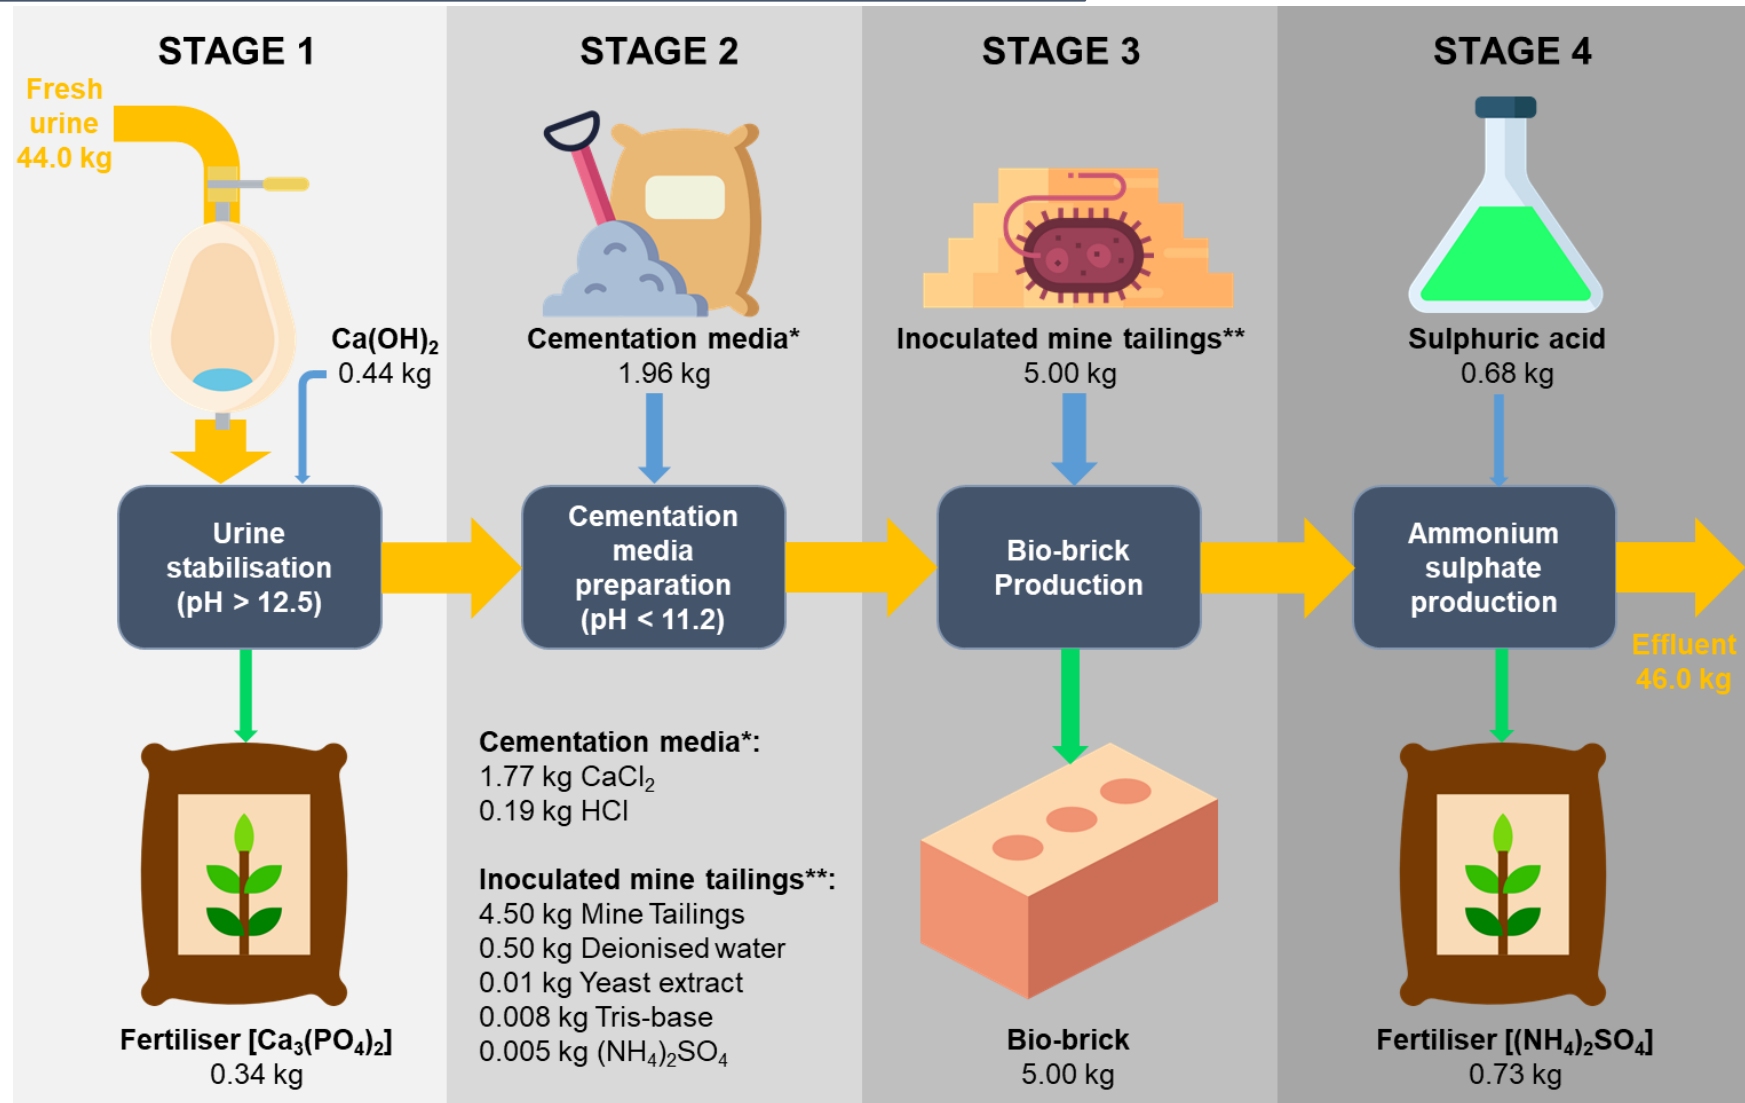 STAGE 1
Fresh
urine
44.0 kg
Ca(OH)₂
0.44 kg
Urine
stabilisation
(pH > 12.5)
Fertiliser [Ca₃(PO₄)₂]
0.34 kg
STAGE 2
Cementation media*
1.96 kg
Cementation
media
preparation
(pH < 11.2)
Cementation media*:
1.77 kg CaCl₂
0.19 kg HCl
Inoculated mine tailings**:
4.50 kg Mine Tailings
0.50 kg Deionised water
0.01 kg Yeast extract
0.008 kg Tris-base
0.005 kg (NH₄)₂SO₄
STAGE 3
Inoculated mine tailings**
5.00 kg
Bio-brick
Production
Bio-brick
5.00 kg
STAGE 4
Sulphuric acid
0.68 kg
Ammonium
sulphate
production
Effluent
46.0 kg
Fertiliser [(NH₄)₂SO₄]
0.73 kg